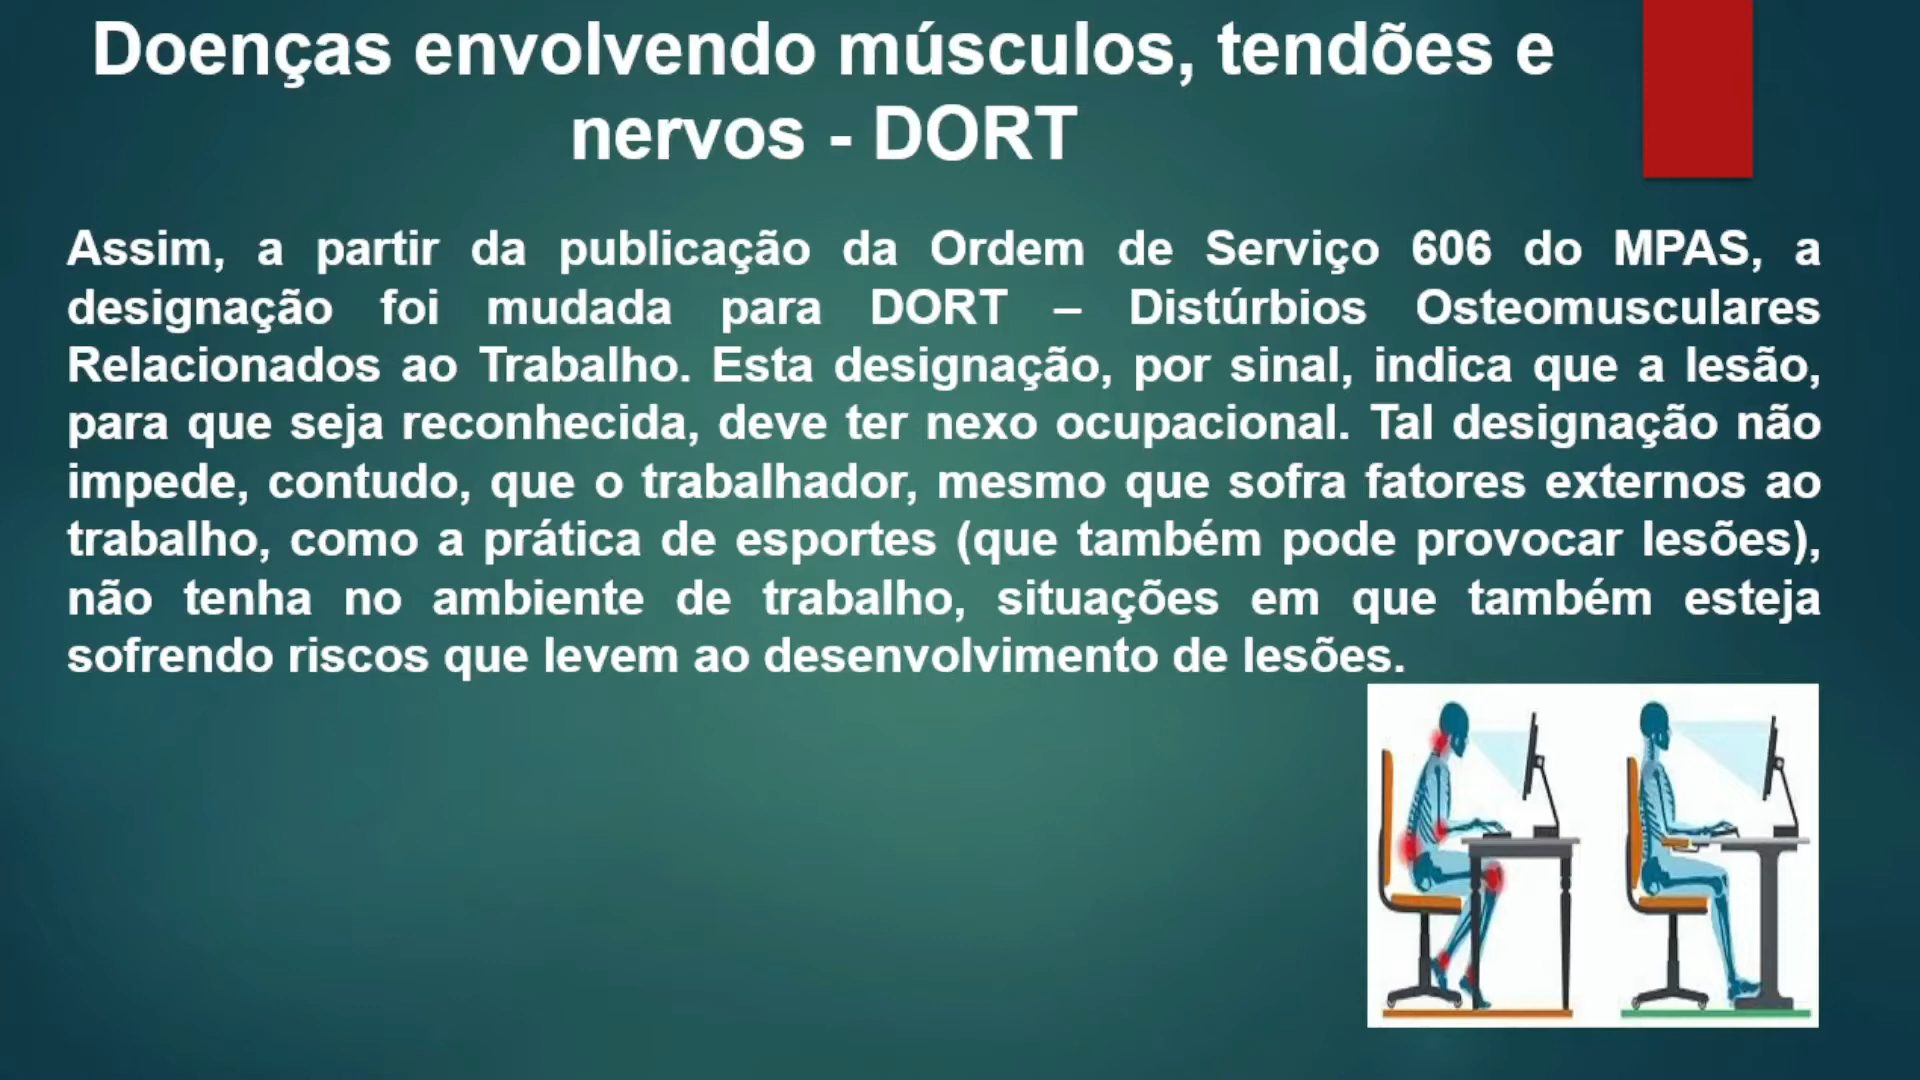 Doenças envolvendo músculos, tendões e
nervos - DORT
Assim, a partir da publicação da Ordem de Serviço 606 do MPAS, a
designação foi mudada para DORT – Distúrbios Osteomusculares
Relacionados ao Trabalho. Esta designação, por sinal, indica que a lesão,
para que seja reconhecida, deve ter nexo ocupacional. Tal designação não
impede, contudo, que o trabalhador, mesmo que sofra fatores externos ao
trabalho, como a prática de esportes (que também pode provocar lesões),
não tenha no ambiente de trabalho, situações em que também esteja
sofrendo riscos que levem ao desenvolvimento de lesões.